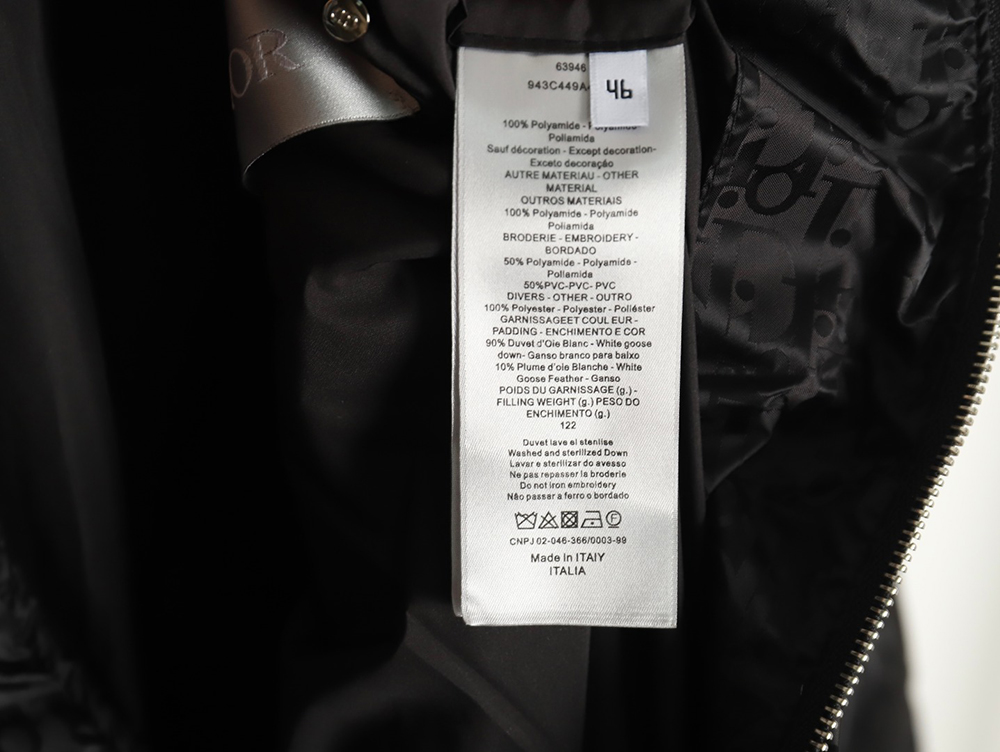 OR
63946
943C449A
46
100% Polyamide - Polyamide
Poliamida
Sauf décoration - Except decoration-
Exceto decoração
AUTRE MATERIAU - OTHER
MATERIAL
OUTROS MATERIAIS
100% Polyamide - Polyamide
Poliamida
BRODERIE - EMBROIDERY -
BORDADO
50% Polyamide - Polyamide -
Poliamida
50%PVC-PVC- PVC
DIVERS - OTHER - OUTRO
100% Polyester - Polyester - Poliéster
GARNISSAGEET COULEUR -
PADDING - ENCHIMENTO E COR
90% Duvet d'Oie Blanc - White goose
down- Ganso branco para baixo
10% Plume d'oie Blanche - White
Goose Feather - Ganso
POIDS DU GARNISSAGE (g.) -
FILLING WEIGHT (g.) PESO DO
ENCHIMENTO (g.)
122
Duvet lave el stenlise
Washed and sterilized Down
Lavar e sterilizar do avesso
Ne pas repasser la broderie
Do not iron embroidery
Não passar a ferro o bordado
F
CNPJ 02-046-366/0003-99
Made In ITAIY
ITALIA